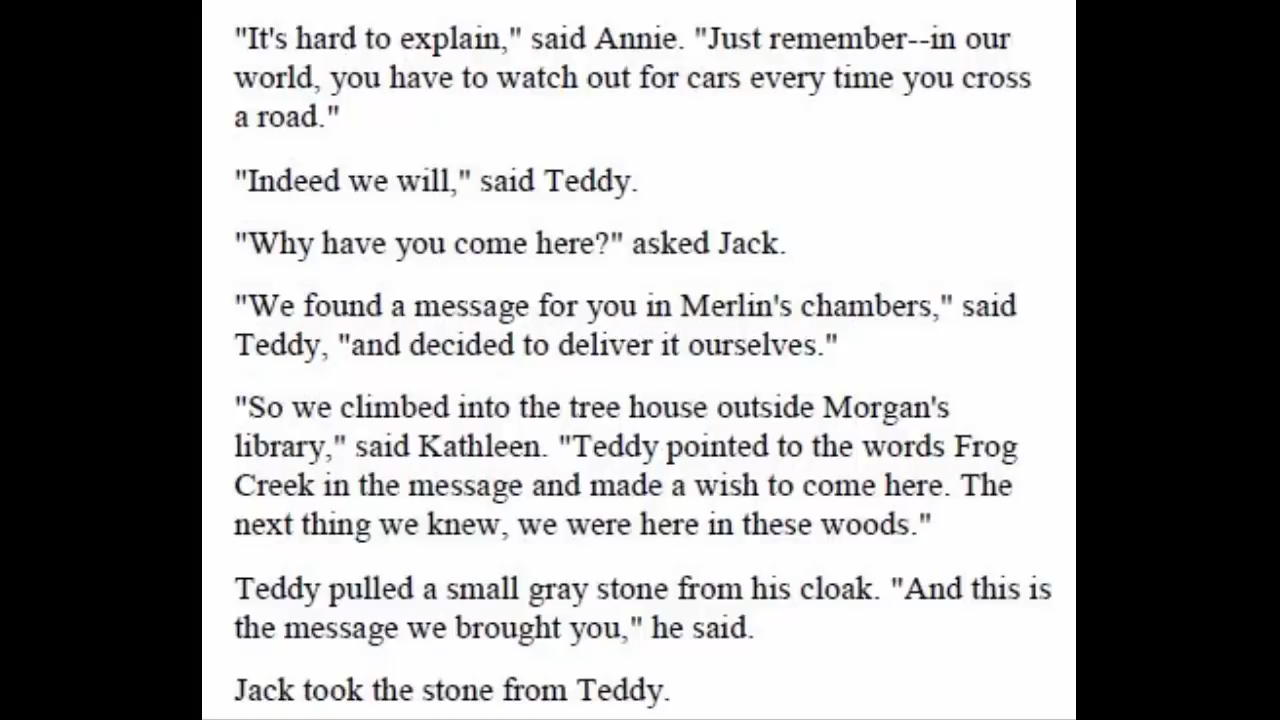 "It's hard to explain," said Annie. "Just remember--in our
world, you have to watch out for cars every time you cross
a road."
"Indeed we will," said Teddy.
"Why have you come here?" asked Jack.
"We found a message for you in Merlin's chambers," said
Teddy, "and decided to deliver it ourselves."
"So we climbed into the tree house outside Morgan's
library," said Kathleen. "Teddy pointed to the words Frog
Creek in the message and made a wish to come here. The
next thing we knew, we were here in these woods."
Teddy pulled a small gray stone from his cloak. "And this is
the message we brought you," he said.
Jack took the stone from Teddy.